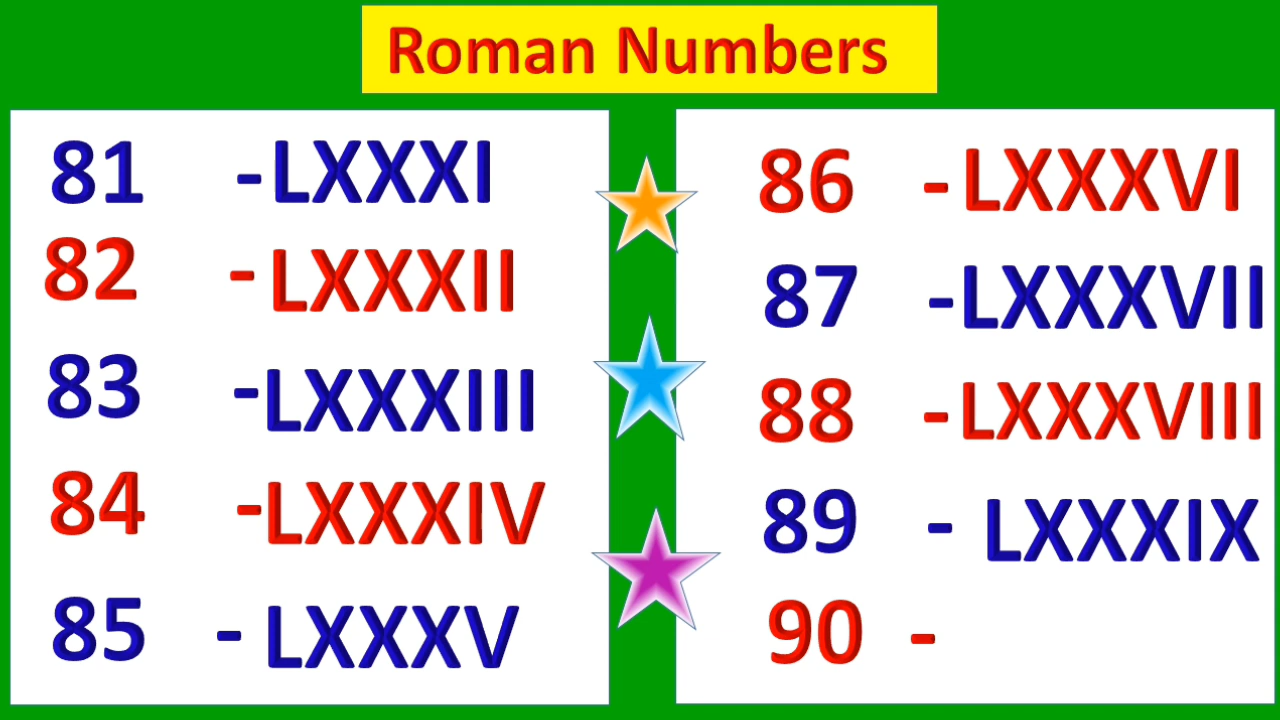 Roman Numbers
81 -LXXXI
82 -LXXXII
83 -LXXXIII
84 -LXXXIV
85 - LXXXV
86 -LXXXVI
87 -LXXXVII
88 -LXXXVIII
89 - LXXXIX
90 -